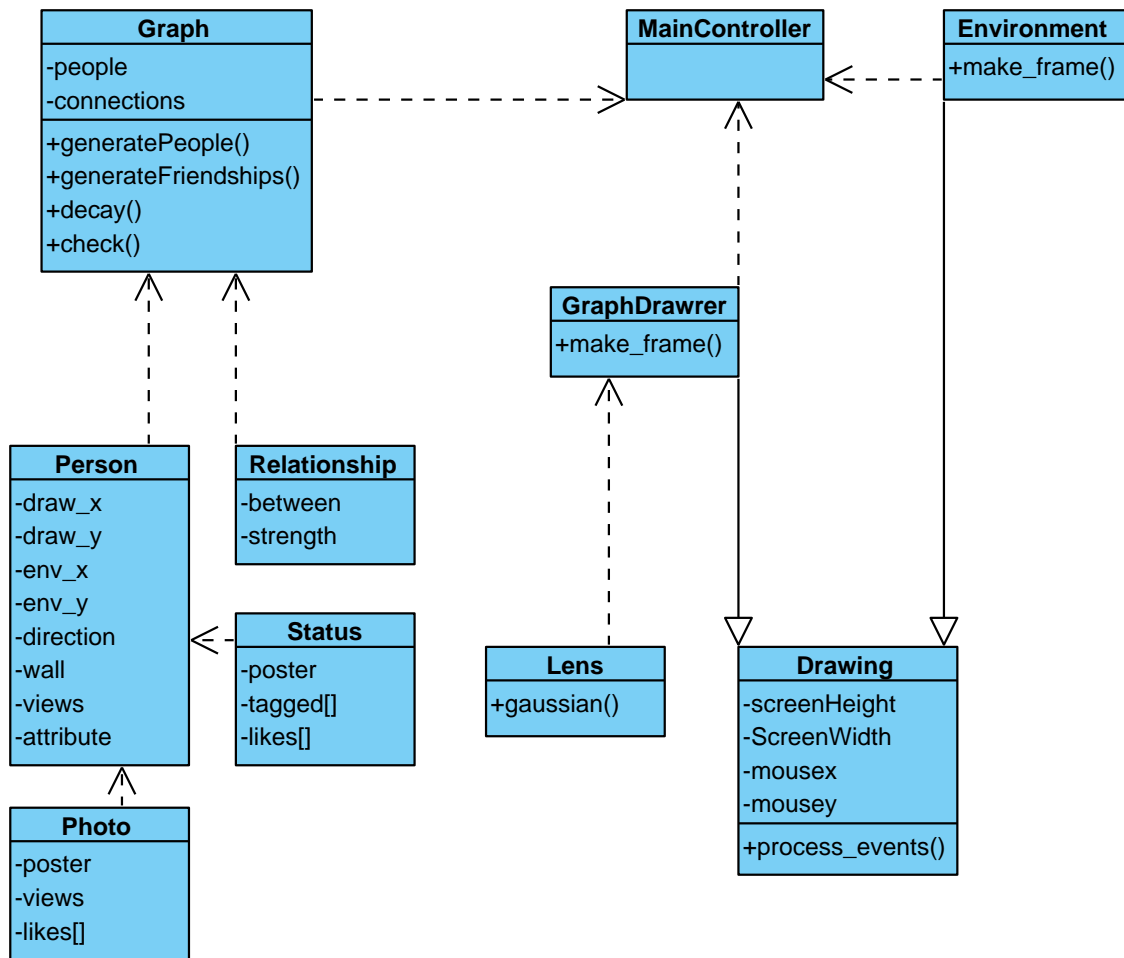 Graph
-people
-connections
+generatePeople()
+generateFriendships()
+decay()
+check()
MainController
Environment
+make_frame()
GraphDrawrer
+make_frame()
Person
-draw_x
-draw_y
-env_x
-env_y
-direction
-wall
-views
-attribute
Relationship
-between
-strength
Status
-poster
-tagged[]
-likes[]
Lens
+gaussian()
Drawing
-screenHeight
-ScreenWidth
-mousex
-mousey
+process_events()
Photo
-poster
-views
-likes[]